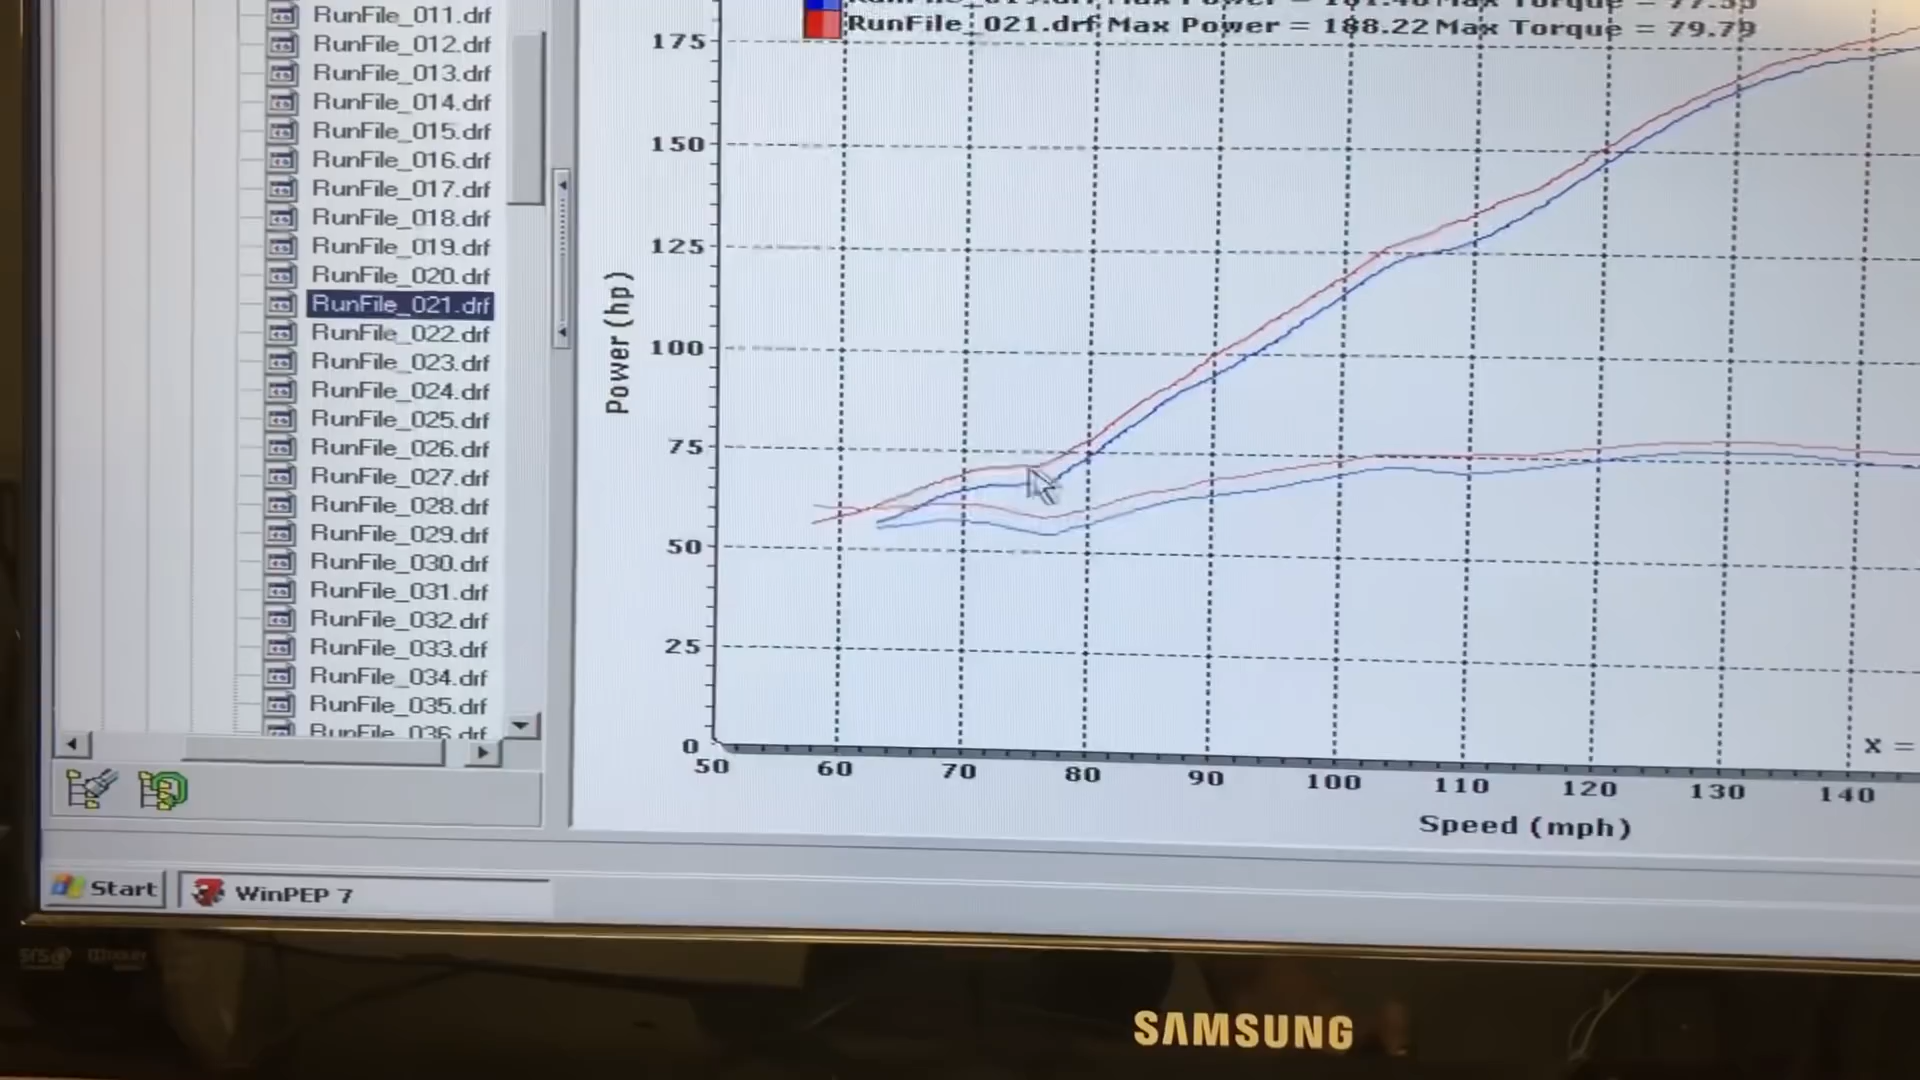 RunFile_011.drf
RunFile_012.drf
RunFile_013.drf
RunFile_014.drf
RunFile_015.drf
RunFile_016.drf
RunFile_017.drf
RunFile_018.drf
RunFile_019.drf
RunFile_020.drf
RunFile_021.drf
RunFile_022.drf
RunFile_023.drf
RunFile_024.drf
RunFile_025.drf
RunFile_026.drf
RunFile_027.drf
RunFile_028.drf
RunFile_029.drf
RunFile_030.drf
RunFile_031.drf
RunFile_032.drf
RunFile_033.drf
RunFile_034.drf
RunFile_035.drf
RunFile_036.drf
Max Torque =
RunFile_021.drf Max Power = 188.22 Max Torque = 79.79
175
150
125
100
75
50
25
0
Power (hp)
50 60 70 80 90 100 110 120 130 140
Speed (mph)
x =
Start
WinPEP 7
SAMSUNG